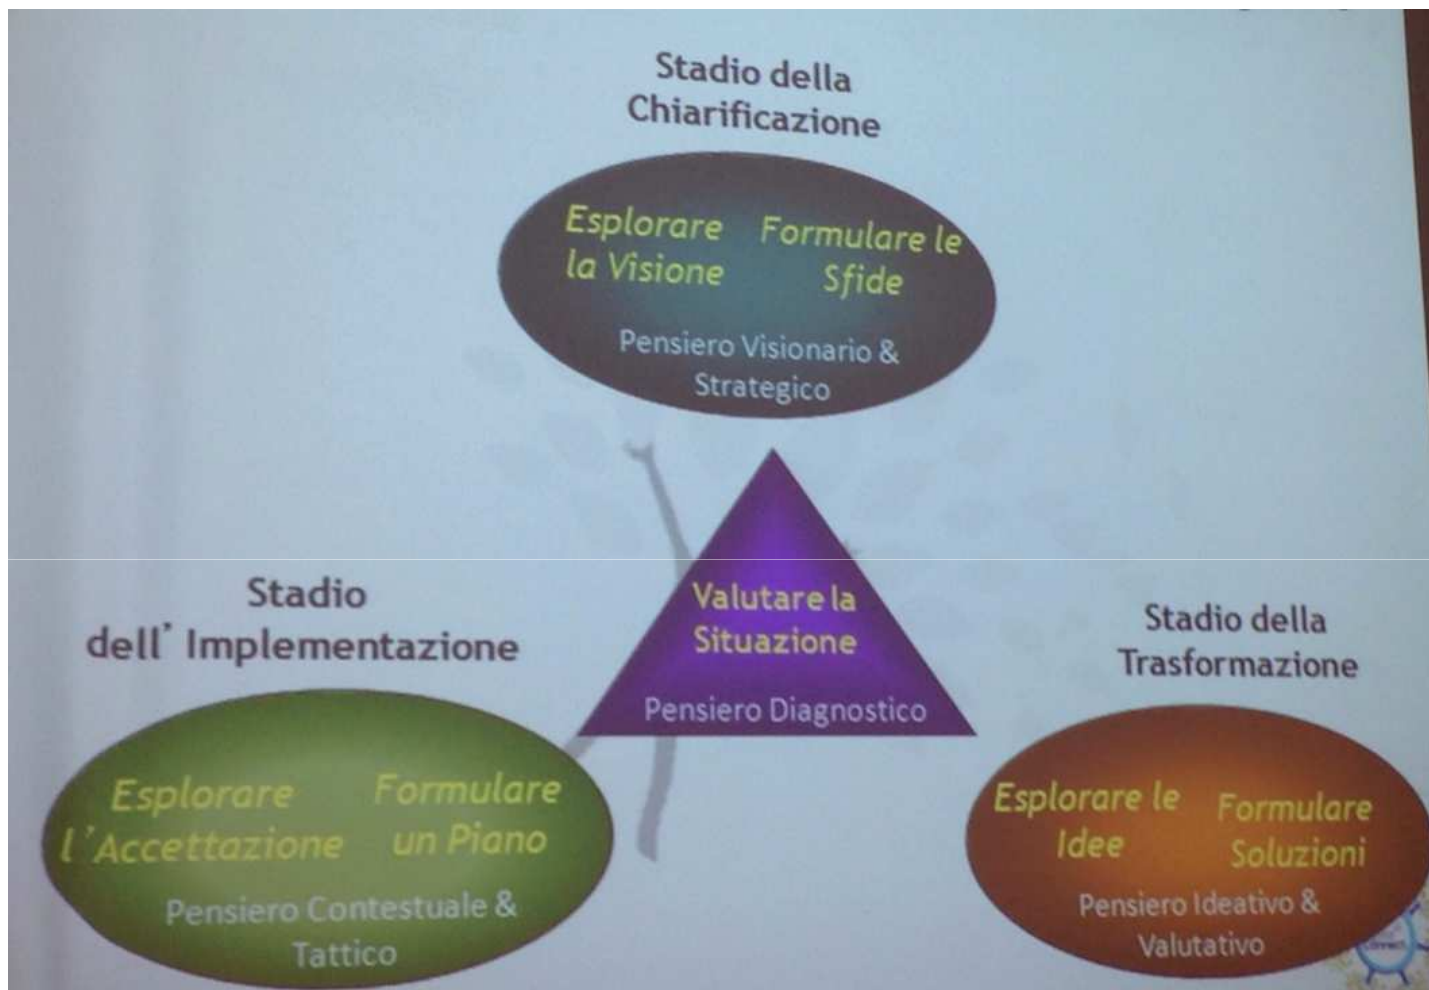 Stadio della
Chiarificazione
Esplorare
la Visione
Formulare le
Sfide
Pensiero Visionario &
Strategico
Valutare la
Situazione
Pensiero Diagnostico
Stadio
dell' Implementazione
Esplorare
l'Accettazione
Formulare
un Piano
Pensiero Contestuale &
Tattico
Stadio della
Trasformazione
Esplorare le
Idee
Formulare
Soluzioni
Pensiero Ideativo &
Valutativo